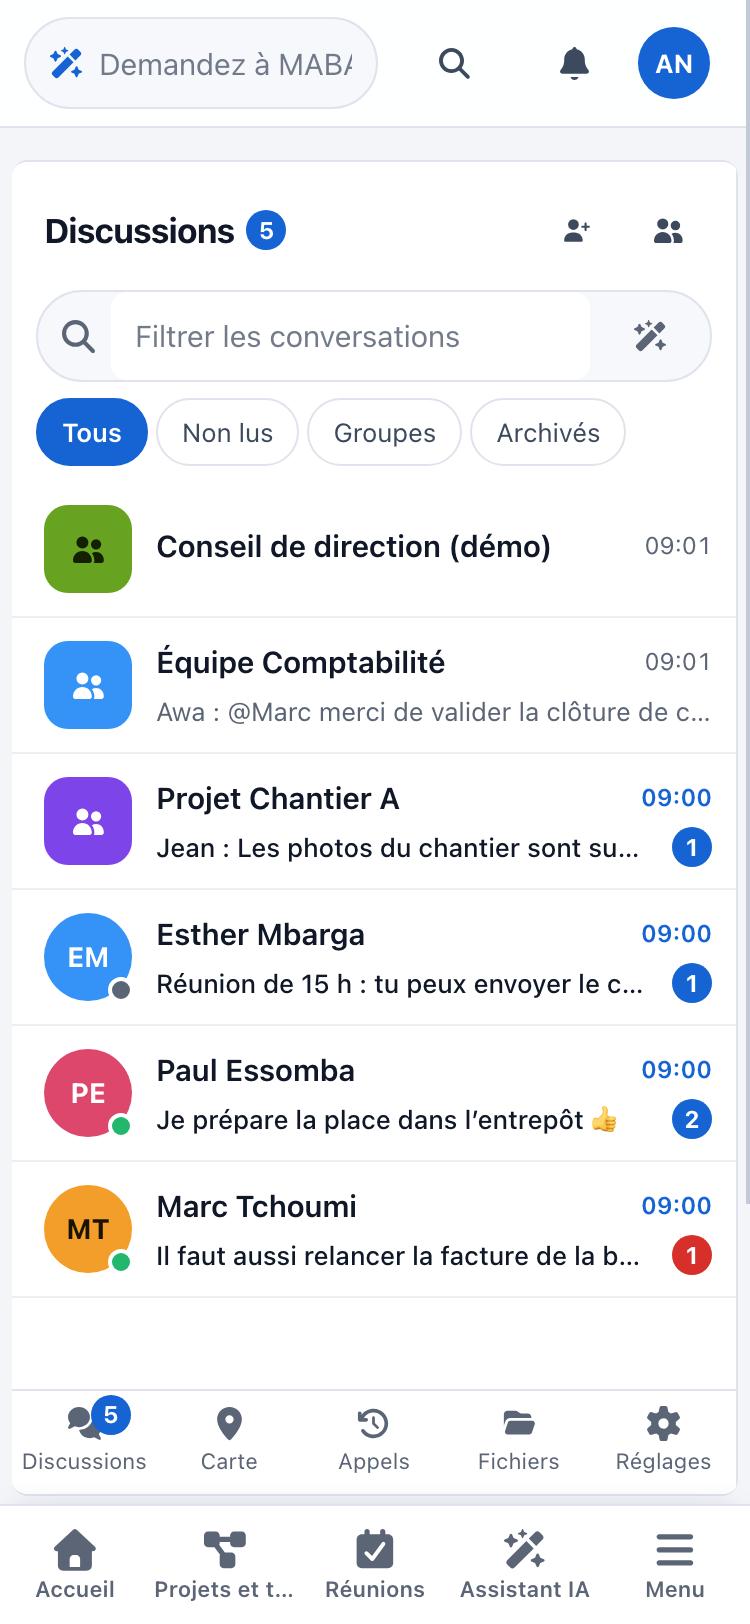 Demandez à MABA
AN
Discussions 5
Filtrer les conversations
Tous
Non lus
Groupes
Archivés
Conseil de direction (démo)
09:01
Équipe Comptabilité
09:01
Awa : @Marc merci de valider la clôture de c...
Projet Chantier A
09:00
Jean : Les photos du chantier sont su...
1
EM
Esther Mbarga
09:00
Réunion de 15 h : tu peux envoyer le c...
1
PE
Paul Essomba
09:00
Je prépare la place dans l’entrepôt 👍
2
MT
Marc Tchoumi
09:00
Il faut aussi relancer la facture de la b...
1
5
Discussions
Carte
Appels
Fichiers
Réglages
Accueil
Projets et t...
Réunions
Assistant IA
Menu